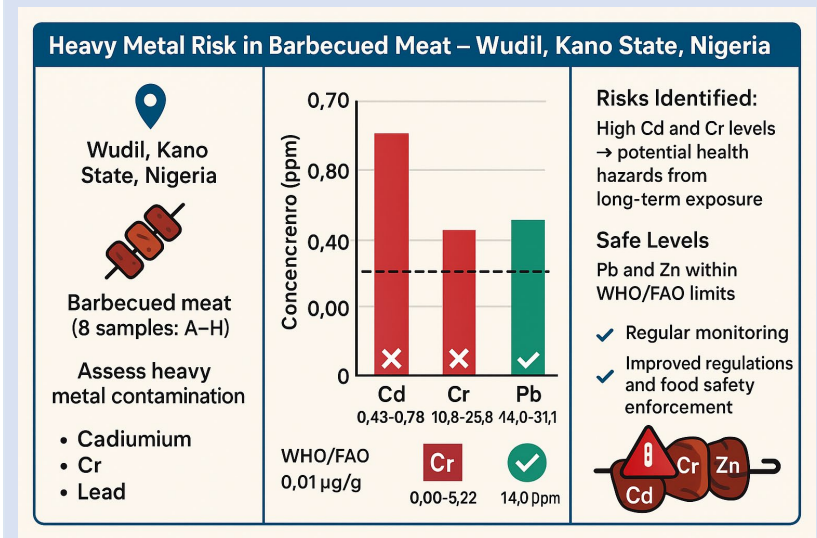 Heavy Metal Risk in Barbecued Meat – Wudil, Kano State, Nigeria
Wudil, Kano
State, Nigeria
Barbecued meat
(8 samples: A–H)
Assess heavy
metal contamination
• Cadiumium
• Cr
• Lead
Concencrenro (ppm)
0,70
0,80
0,40
0,00
0
Cd
Cr
Pb
0,43-0,78
10,8-25,8
14,0-31,1
WHO/FAO
0,01 µg/g
Cr
0,00-5,22
14,0 ppm
Risks Identified:
High Cd and Cr levels
→ potential health
hazards from
long-term exposure
Safe Levels
Pb and Zn within
WHO/FAO limits
Regular monitoring
Improved regulations
and food safety
enforcement
Cd
Cr
Zn